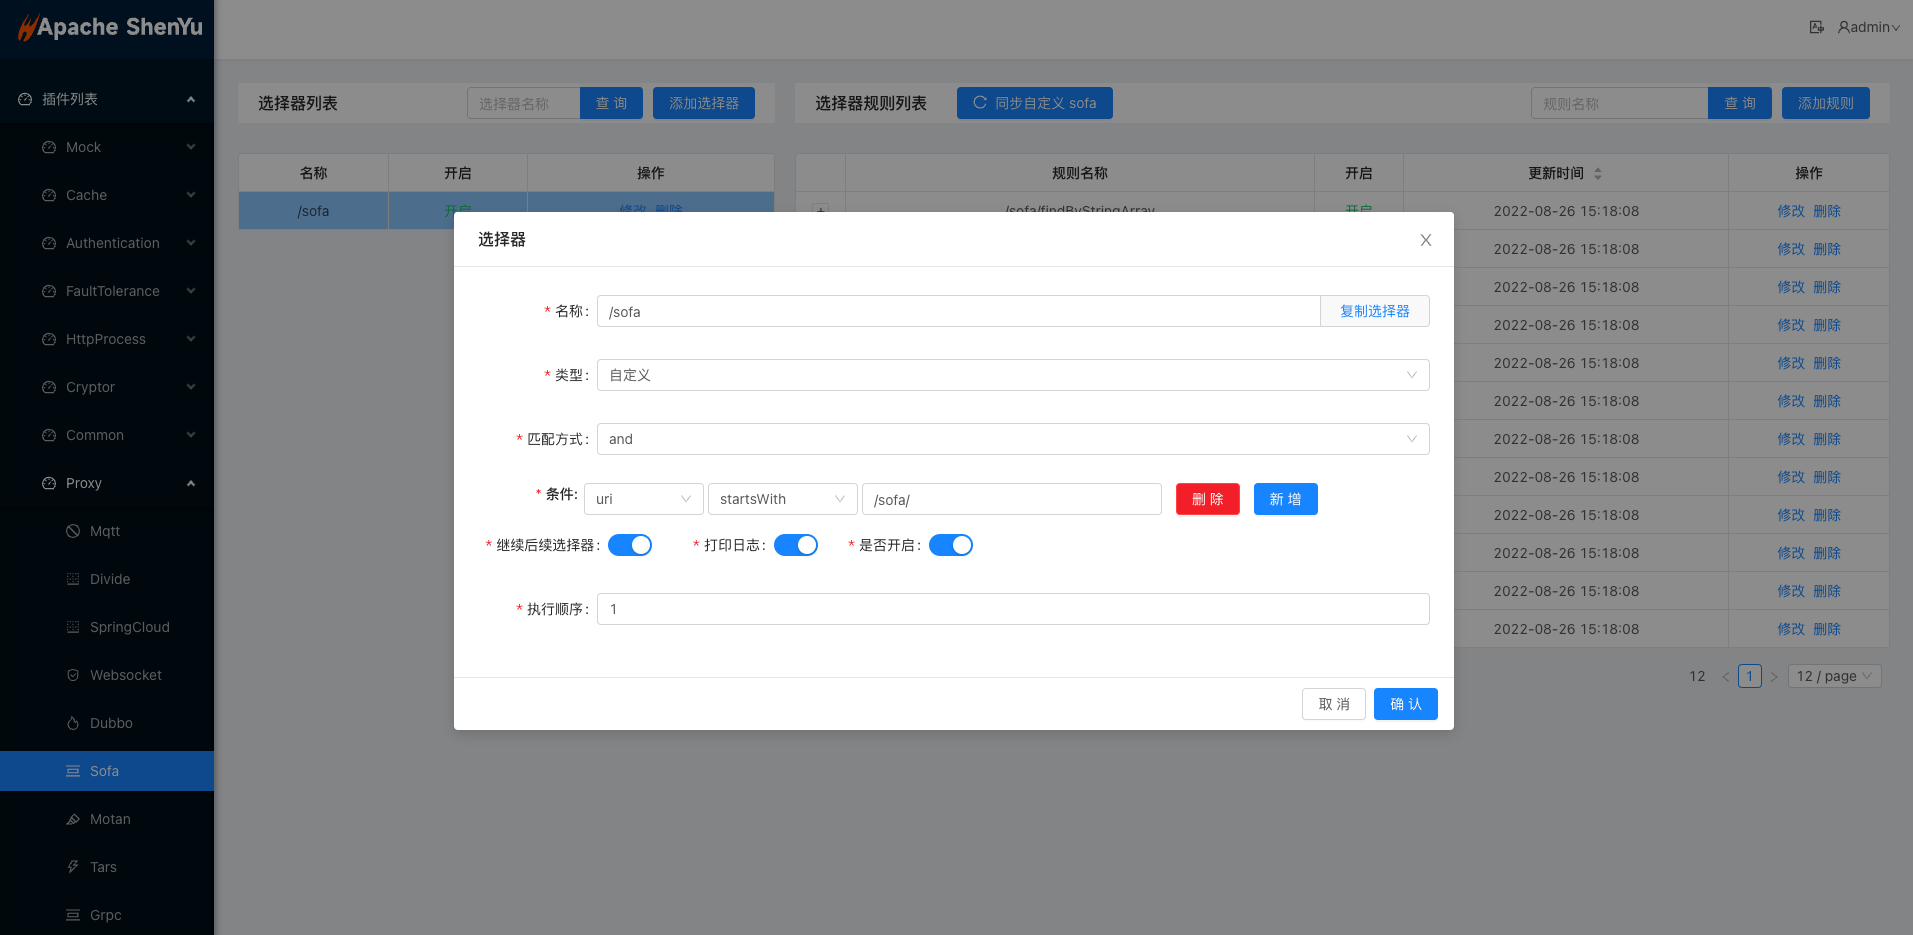 Apache ShenYu
admin
插件列表
Mock
Cache
Authentication
FaultTolerance
HttpProcess
Cryptor
Common
Proxy
Mqtt
Divide
SpringCloud
Websocket
Dubbo
Sofa
Motan
Tars
Grpc
选择器列表 选择器名称 查 询 添加选择器
名称 开启 操作
/sofa 开启 修改 删除
选择器规则列表 同步自定义 sofa 规则名称 查 询 添加规则
规则名称 开启 更新时间 操作
/sofa/findByStringArray 开启 2022-08-26 15:18:08 修改 删除
2022-08-26 15:18:08 修改 删除
2022-08-26 15:18:08 修改 删除
2022-08-26 15:18:08 修改 删除
2022-08-26 15:18:08 修改 删除
2022-08-26 15:18:08 修改 删除
2022-08-26 15:18:08 修改 删除
2022-08-26 15:18:08 修改 删除
2022-08-26 15:18:08 修改 删除
2022-08-26 15:18:08 修改 删除
2022-08-26 15:18:08 修改 删除
2022-08-26 15:18:08 修改 删除
12 < 1 > 12 / page
选择器
* 名称: /sofa 复制选择器
* 类型: 自定义
* 匹配方式: and
* 条件: uri startsWith /sofa/ 删 除 新 增
* 继续后续选择器: * 打印日志: * 是否开启:
* 执行顺序: 1
取 消 确 认